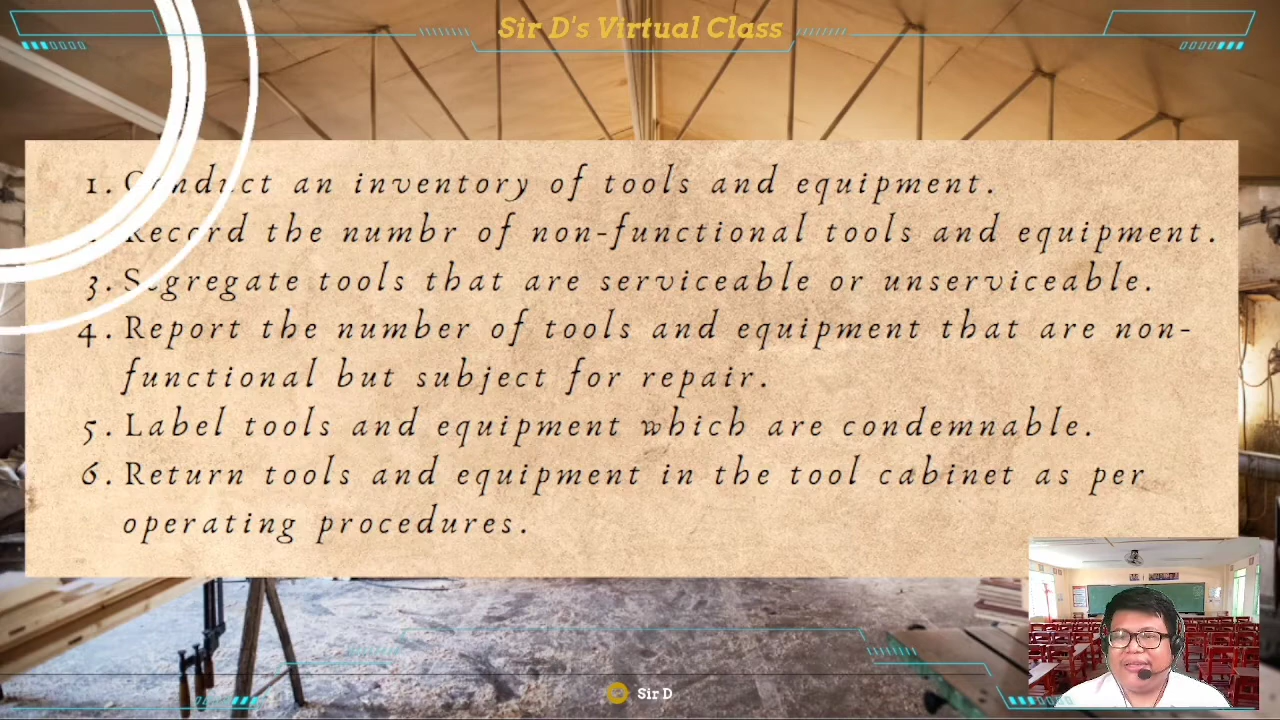 Sir D's Virtual Class
1. Conduct an inventory of tools and equipment.
Record the numbr of non-functional tools and equipment.
3. Segregate tools that are serviceable or unserviceable.
4. Report the number of tools and equipment that are non-
functional but subject for repair.
5. Label tools and equipment which are condemnable.
6. Return tools and equipment in the tool cabinet as per
operating procedures.
Sir D